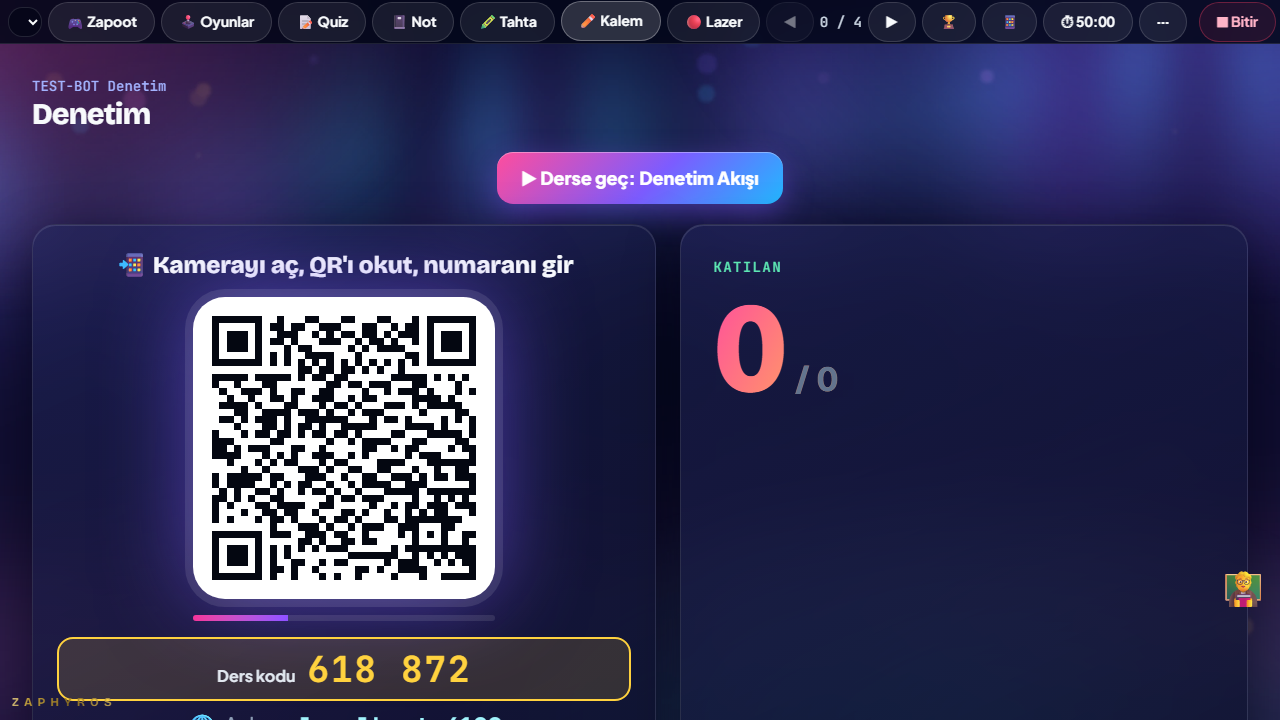 Zapoot Oyunlar Quiz Not Tahta Kalem Lazer ◀ 0 / 4 ▶ 50:00 --- Bitir
TEST-BOT Denetim
Denetim
▶ Derse geç: Denetim Akışı
Kamerayı aç, QR'ı okut, numaranı gir
KATILAN
0 / 0
Ders kodu 618 872
ZAPHYROS